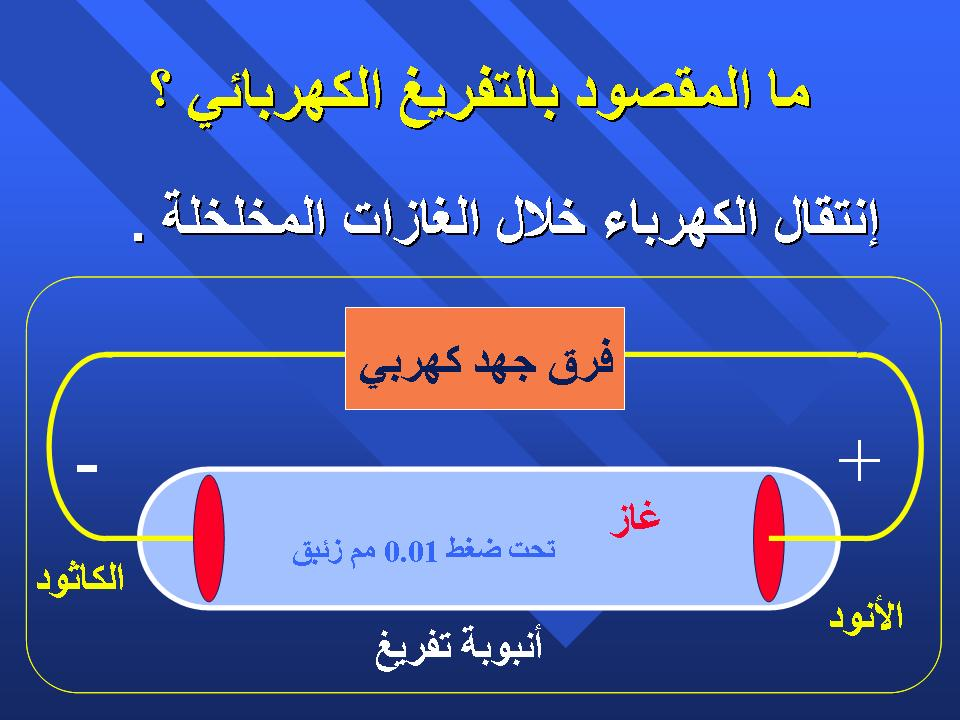 ما المقصود بالتفريغ الكهربائي ؟
إنتقال الكهرباء خلال الغازات المخلخلة .
فرق جهد كهربي
-
+
غاز
تحت ضغط 0.01 مم زئبق
الكاثود
الأنود
أنبوبة تفريغ